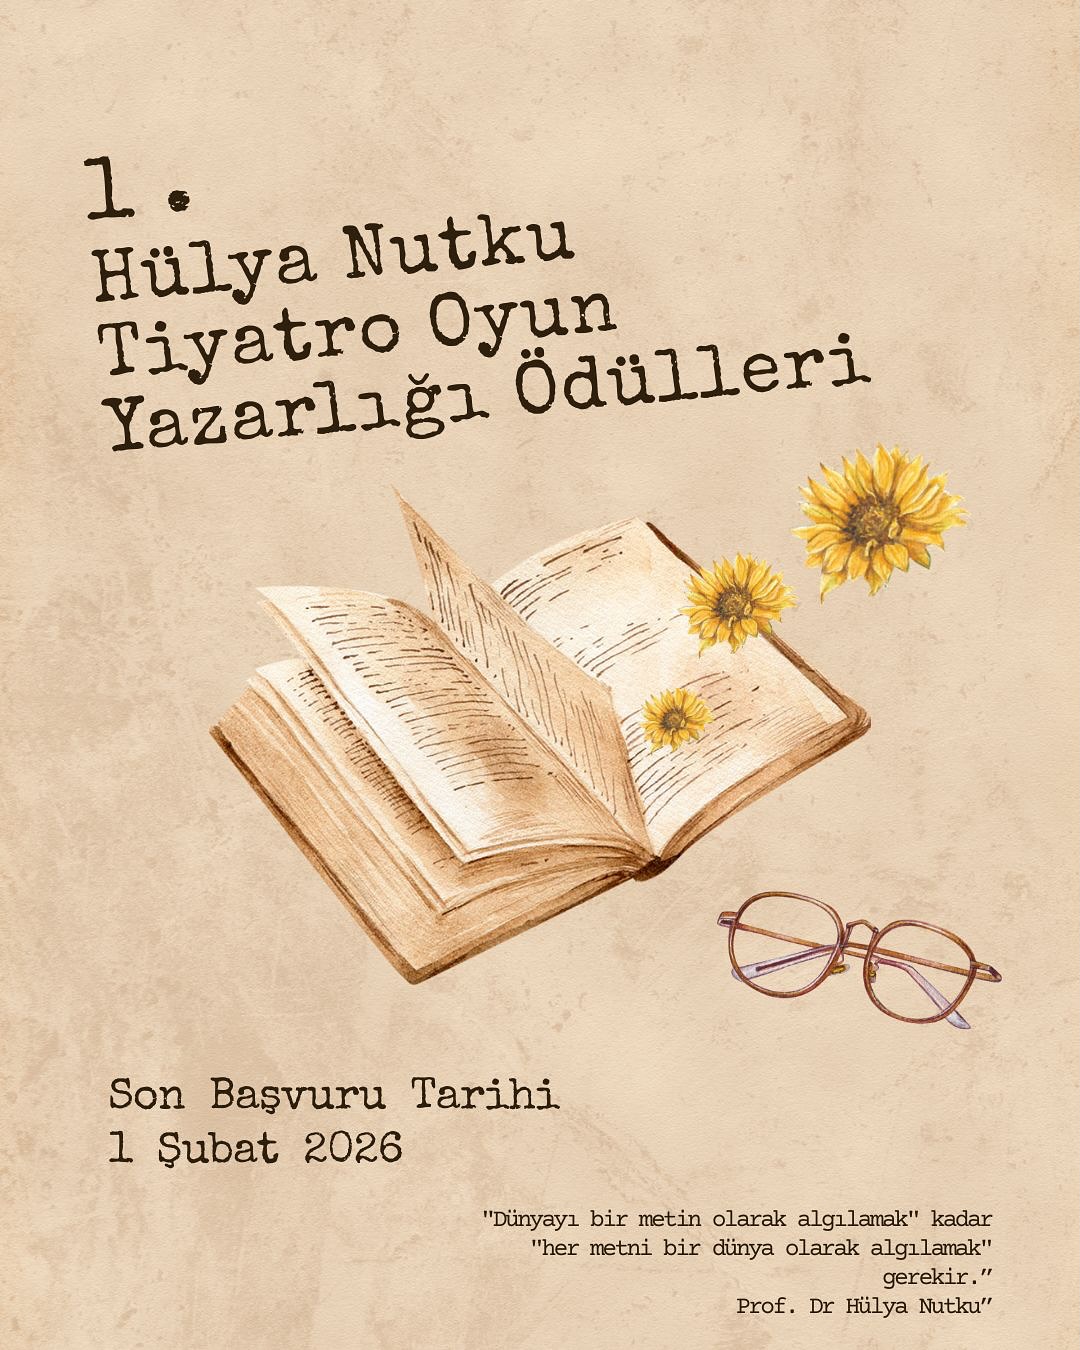 1.
Hülya Nutku
Tiyatro Oyun
Yazarlığı Ödülleri
Son Başvuru Tarihi
1 Şubat 2026
"Dünyayı bir metin olarak algılamak" kadar
"her metni bir dünya olarak algılamak"
gerekir.”
Prof. Dr Hülya Nutku”